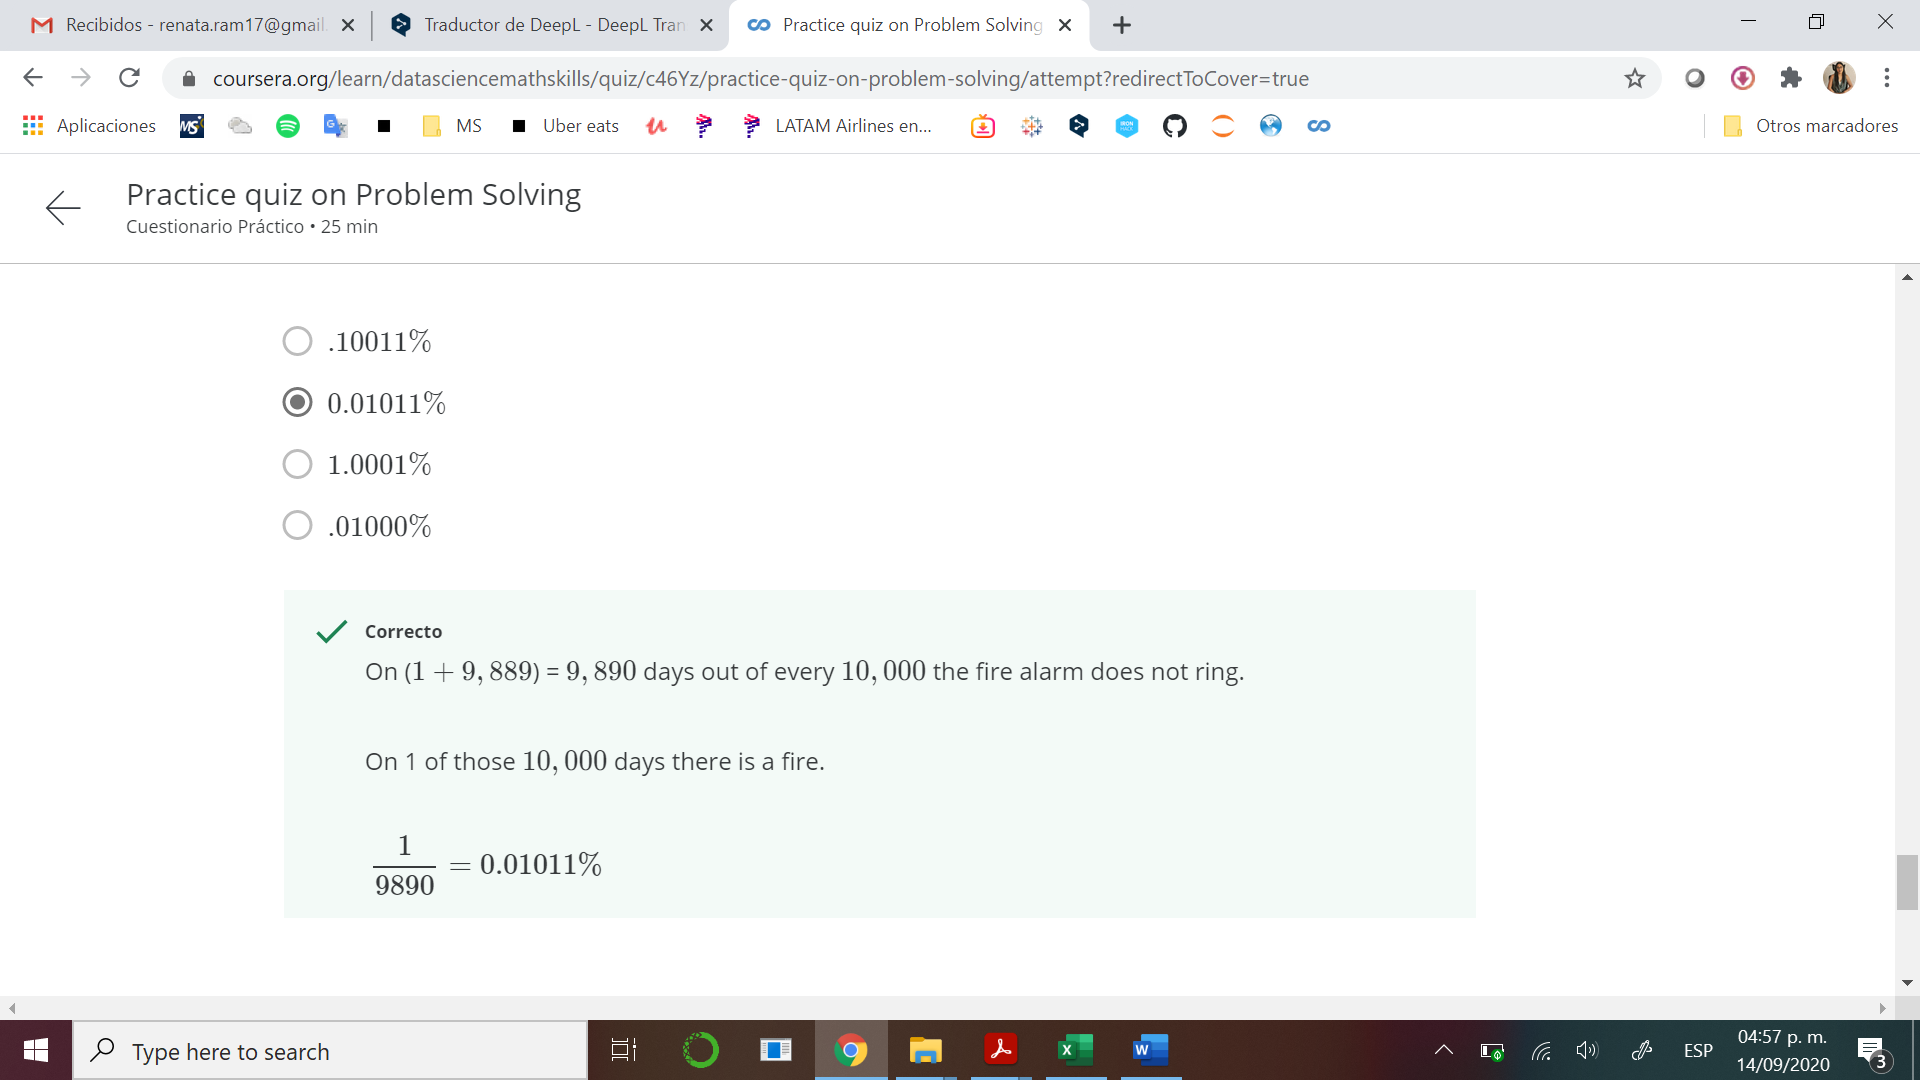 Recibidos - renata.ram17@gmail.
Traductor de DeepL - DeepL Tran
Practice quiz on Problem Solving
coursera.org/learn/datasciencemathskills/quiz/c46Yz/practice-quiz-on-problem-solving/attempt?redirectToCover=true
Aplicaciones
MS
MS
Uber eats
LATAM Airlines en...
Otros marcadores
Practice quiz on Problem Solving
Cuestionario Práctico • 25 min
.10011%
0.01011%
1.0001%
.01000%
Correcto
On (1 + 9, 889) = 9, 890 days out of every 10, 000 the fire alarm does not ring.
On 1 of those 10, 000 days there is a fire.
1
9890
= 0.01011%
Type here to search
ESP
04:57 p. m.
14/09/2020
3